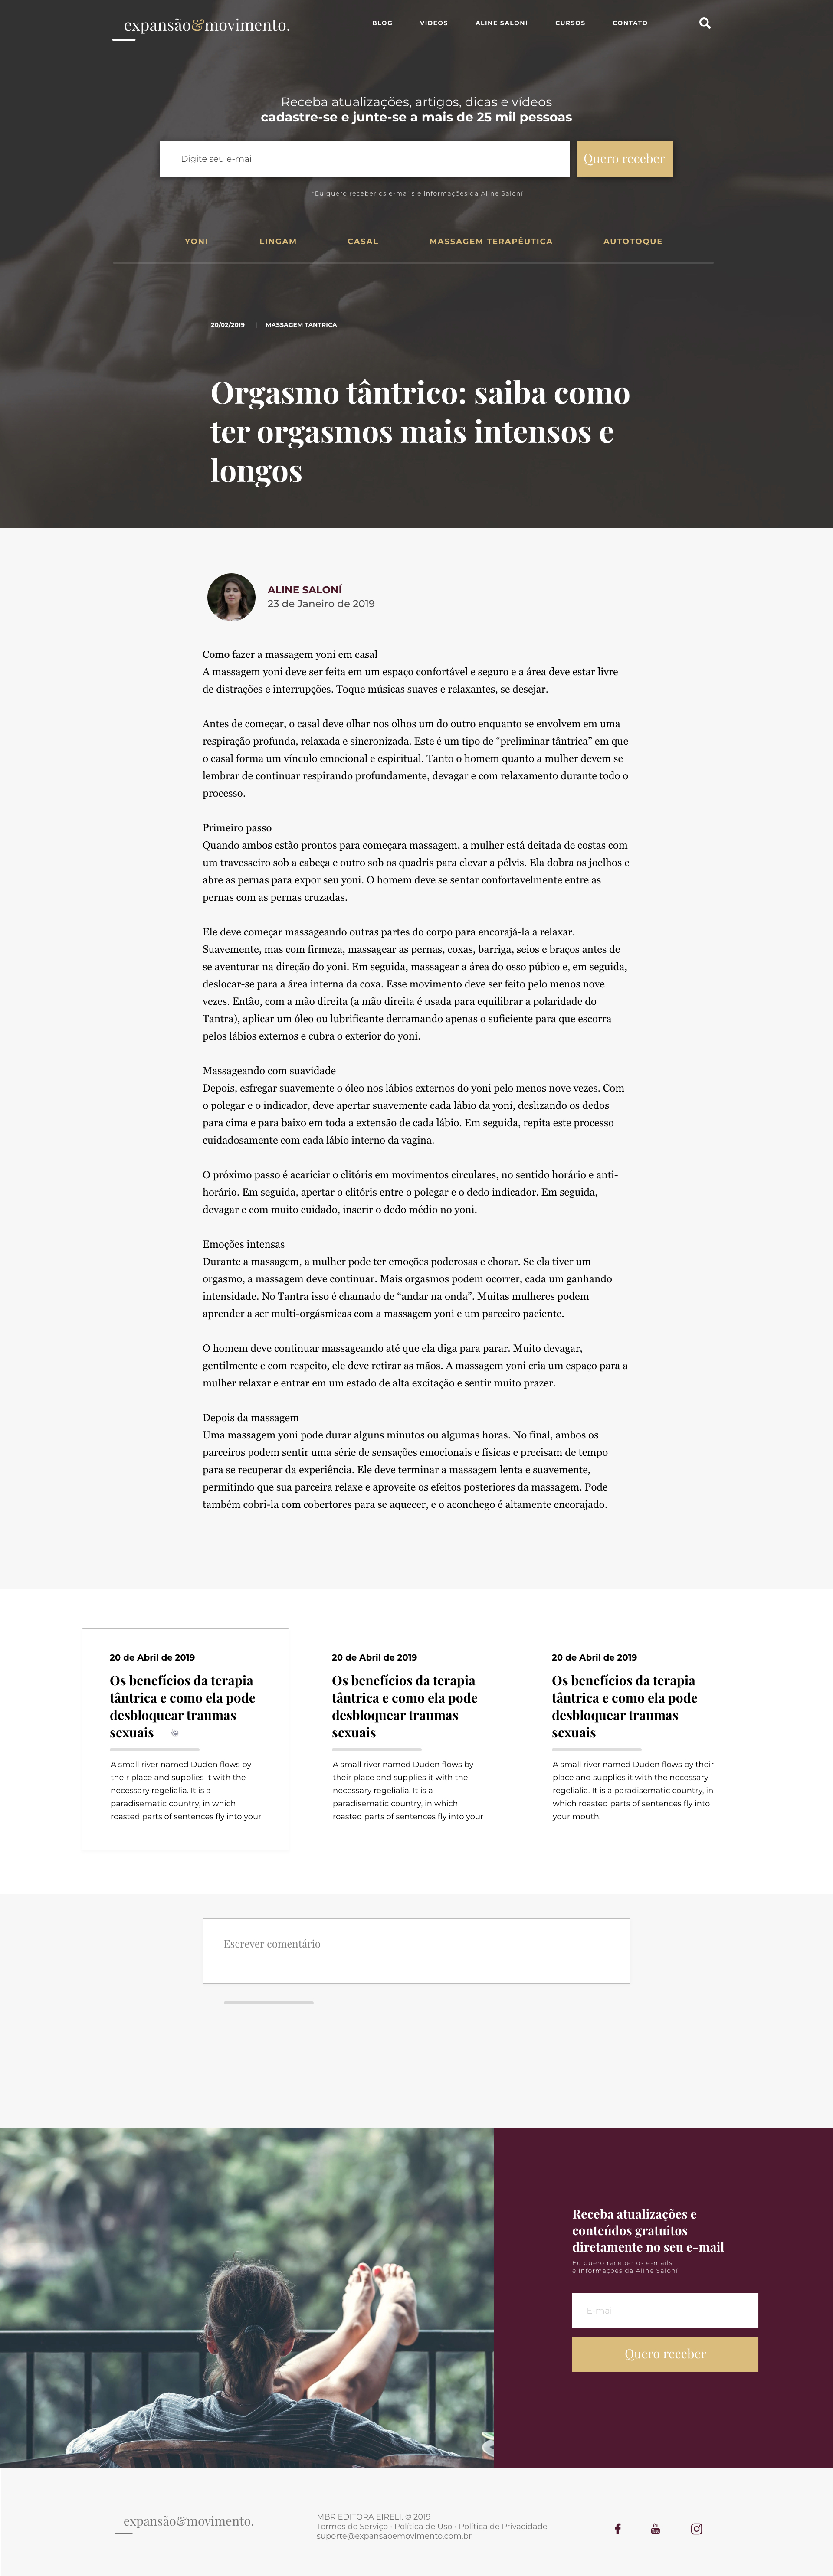 expansão&movimento.
BLOG VÍDEOS ALINE SALONÍ CURSOS CONTATO
Receba atualizações, artigos, dicas e vídeos
cadastre-se e junte-se a mais de 25 mil pessoas
Digite seu e-mail
Quero receber
*Eu quero receber os e-mails e informações da Aline Saloní
YONI LINGAM CASAL MASSAGEM TERAPÊUTICA AUTOTOQUE
20/02/2019 | MASSAGEM TANTRICA
Orgasmo tântrico: saiba como
ter orgasmos mais intensos e
longos
ALINE SALONÍ
23 de Janeiro de 2019
Como fazer a massagem yoni em casal
A massagem yoni deve ser feita em um espaço confortável e seguro e a área deve estar livre
de distrações e interrupções. Toque músicas suaves e relaxantes, se desejar.
Antes de começar, o casal deve olhar nos olhos um do outro enquanto se envolvem em uma
respiração profunda, relaxada e sincronizada. Este é um tipo de “preliminar tântrica” em que
o casal forma um vínculo emocional e espiritual. Tanto o homem quanto a mulher devem se
lembrar de continuar respirando profundamente, devagar e com relaxamento durante todo o
processo.
Primeiro passo
Quando ambos estão prontos para começara massagem, a mulher está deitada de costas com
um travesseiro sob a cabeça e outro sob os quadris para elevar a pélvis. Ela dobra os joelhos e
abre as pernas para expor seu yoni. O homem deve se sentar confortavelmente entre as
pernas com as pernas cruzadas.
Ele deve começar massageando outras partes do corpo para encorajá-la a relaxar.
Suavemente, mas com firmeza, massagear as pernas, coxas, barriga, seios e braços antes de
se aventurar na direção do yoni. Em seguida, massagear a área do osso púbico e, em seguida,
deslocar-se para a área interna da coxa. Esse movimento deve ser feito pelo menos nove
vezes. Então, com a mão direita (a mão direita é usada para equilibrar a polaridade do
Tantra), aplicar um óleo ou lubrificante derramando apenas o suficiente para que escorra
pelos lábios externos e cubra o exterior do yoni.
Massageando com suavidade
Depois, esfregar suavemente o óleo nos lábios externos do yoni pelo menos nove vezes. Com
o polegar e o indicador, deve apertar suavemente cada lábio da yoni, deslizando os dedos
para cima e para baixo em toda a extensão de cada lábio. Em seguida, repita este processo
cuidadosamente com cada lábio interno da vagina.
O próximo passo é acariciar o clitóris em movimentos circulares, no sentido horário e anti-
horário. Em seguida, apertar o clitóris entre o polegar e o dedo indicador. Em seguida,
devagar e com muito cuidado, inserir o dedo médio no yoni.
Emoções intensas
Durante a massagem, a mulher pode ter emoções poderosas e chorar. Se ela tiver um
orgasmo, a massagem deve continuar. Mais orgasmos podem ocorrer, cada um ganhando
intensidade. No Tantra isso é chamado de “andar na onda”. Muitas mulheres podem
aprender a ser multi-orgásmicas com a massagem yoni e um parceiro paciente.
O homem deve continuar massageando até que ela diga para parar. Muito devagar,
gentilmente e com respeito, ele deve retirar as mãos. A massagem yoni cria um espaço para a
mulher relaxar e entrar em um estado de alta excitação e sentir muito prazer.
Depois da massagem
Uma massagem yoni pode durar alguns minutos ou algumas horas. No final, ambos os
parceiros podem sentir uma série de sensações emocionais e físicas e precisam de tempo
para se recuperar da experiência. Ele deve terminar a massagem lenta e suavemente,
permitindo que sua parceira relaxe e aproveite os efeitos posteriores da massagem. Pode
também cobri-la com cobertores para se aquecer, e o aconchego é altamente encorajado.
20 de Abril de 2019
Os benefícios da terapia
tântrica e como ela pode
desbloquear traumas
sexuais
A small river named Duden flows by
their place and supplies it with the
necessary regelialia. It is a
paradisematic country, in which
roasted parts of sentences fly into your
20 de Abril de 2019
Os benefícios da terapia
tântrica e como ela pode
desbloquear traumas
sexuais
A small river named Duden flows by
their place and supplies it with the
necessary regelialia. It is a
paradisematic country, in which
roasted parts of sentences fly into your
20 de Abril de 2019
Os benefícios da terapia
tântrica e como ela pode
desbloquear traumas
sexuais
A small river named Duden flows by their
place and supplies it with the necessary
regelialia. It is a paradisematic country, in
which roasted parts of sentences fly into
your mouth.
Escrever comentário
Receba atualizações e
conteúdos gratuitos
diretamente no seu e-mail
Eu quero receber os e-mails
e informações da Aline Saloní
E-mail
Quero receber
expansão&movimento.
MBR EDITORA EIRELI. © 2019
Termos de Serviço • Política de Uso • Política de Privacidade
suporte@expansaoemovimento.com.br